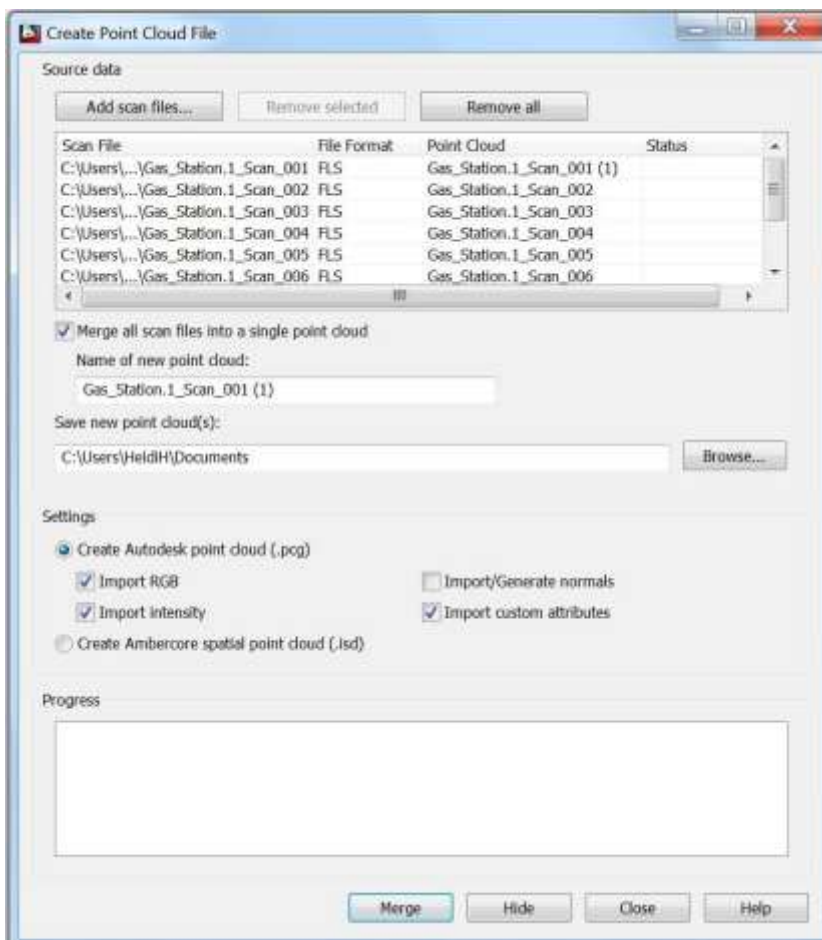 Create Point Cloud File
Source data
Add scan files... Remove selected Remove all
Scan File File Format Point Cloud Status
C:\Users\,...\Gas_Station.1_Scan_001 FLS Gas_Station.1_Scan_001 (1)
C:\Users\,...\Gas_Station.1_Scan_002 FLS Gas_Station.1_Scan_002
C:\Users\,...\Gas_Station.1_Scan_003 FLS Gas_Station.1_Scan_003
C:\Users\,...\Gas_Station.1_Scan_004 FLS Gas_Station.1_Scan_004
C:\Users\,...\Gas_Station.1_Scan_005 FLS Gas_Station.1_Scan_005
C:\Users\,...\Gas_Station.1_Scan_006 FLS Gas_Station.1_Scan_006
Merge all scan files into a single point cloud
Name of new point cloud:
Gas_Station.1_Scan_001 (1)
Save new point cloud(s):
C:\Users\HeidiH\Documents Browse...
Settings
Create Autodesk point cloud (.pcg)
Import RGB Import/Generate normals
Import intensity Import custom attributes
Create Ambercore spatial point cloud (.isd)
Progress
Merge Hide Close Help